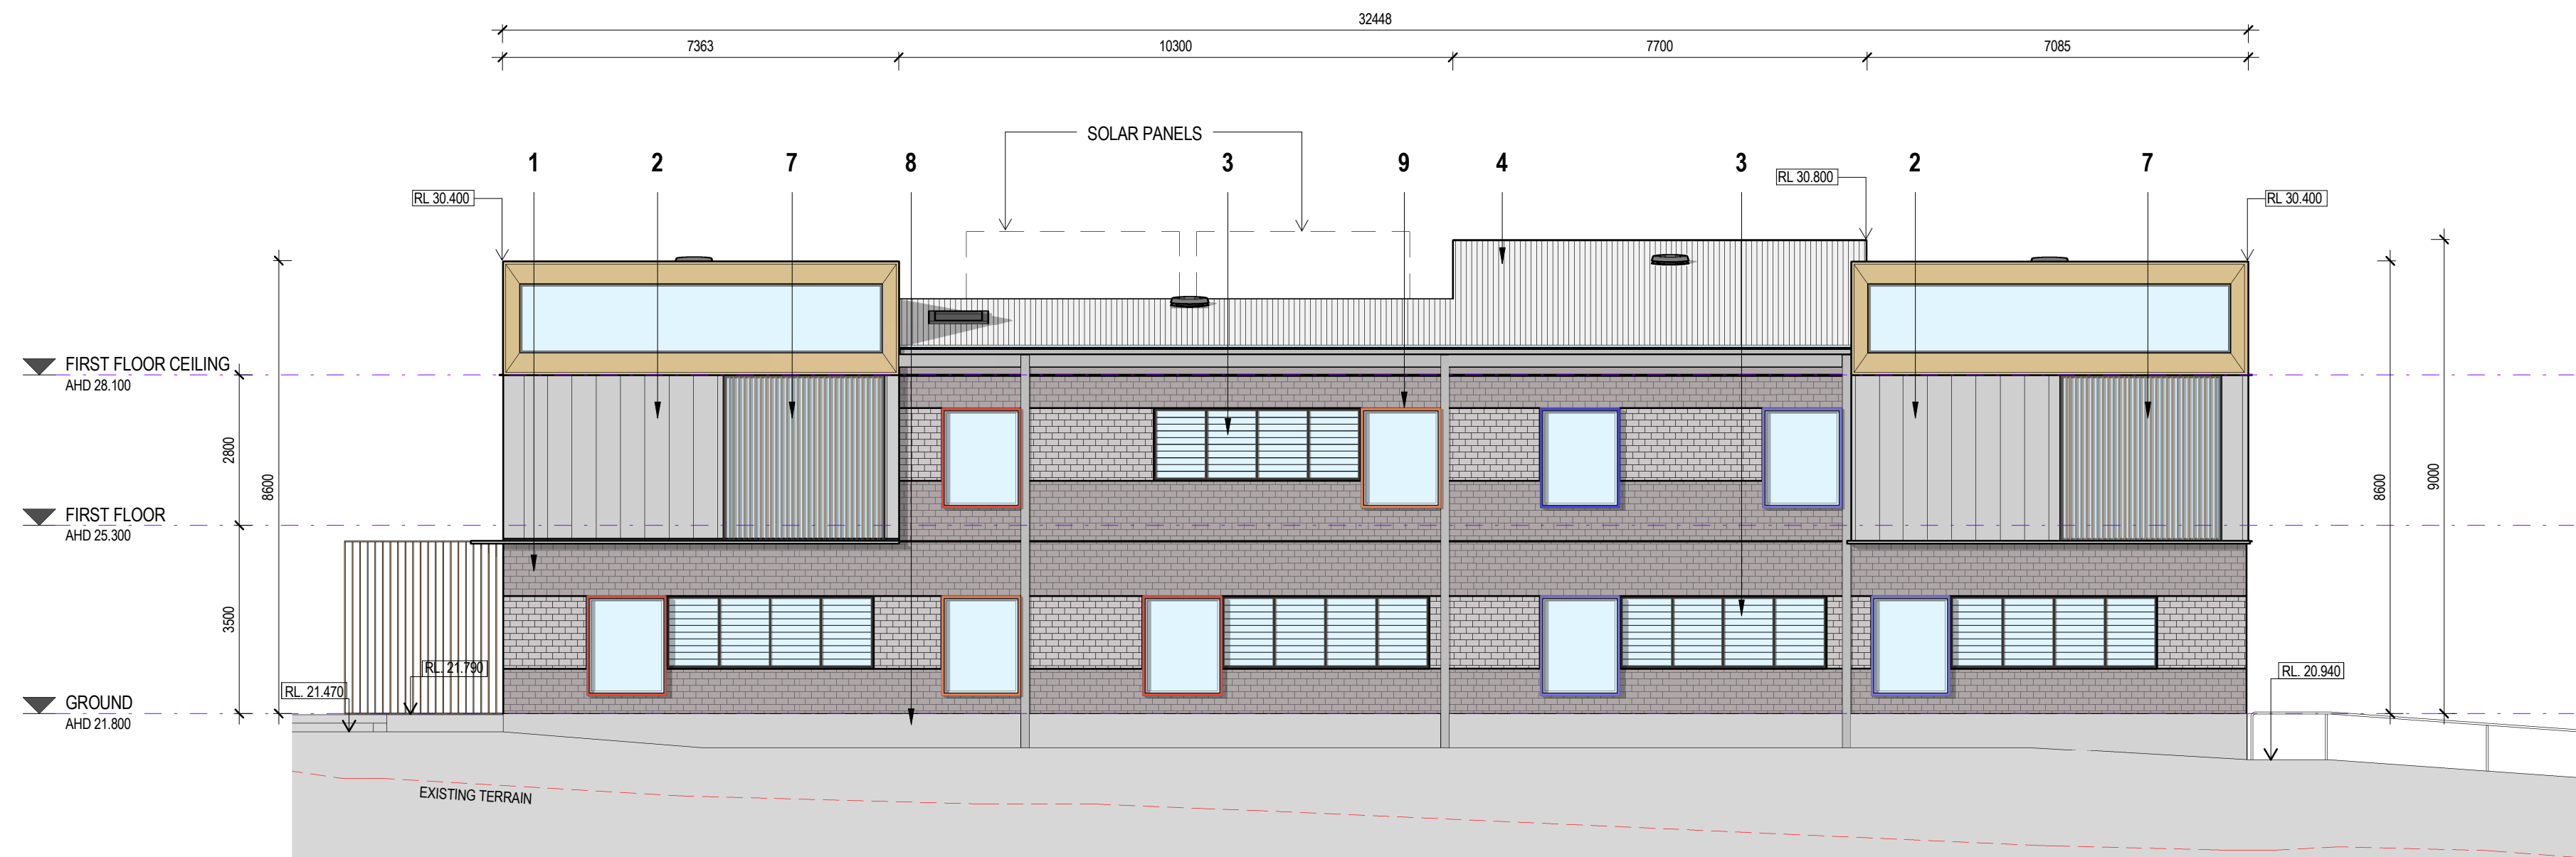 32448
7363 10300 7700 7085
SOLAR PANELS
1 2 7 8 3 9 4 3 2 7
RL 30.800
RL 30.400
RL 30.400
FIRST FLOOR CEILING
AHD 28.100
2800
8600
8600
9000
FIRST FLOOR
AHD 25.300
3500
RL. 21.790
RL. 21.470
RL. 20.940
GROUND
AHD 21.800
EXISTING TERRAIN